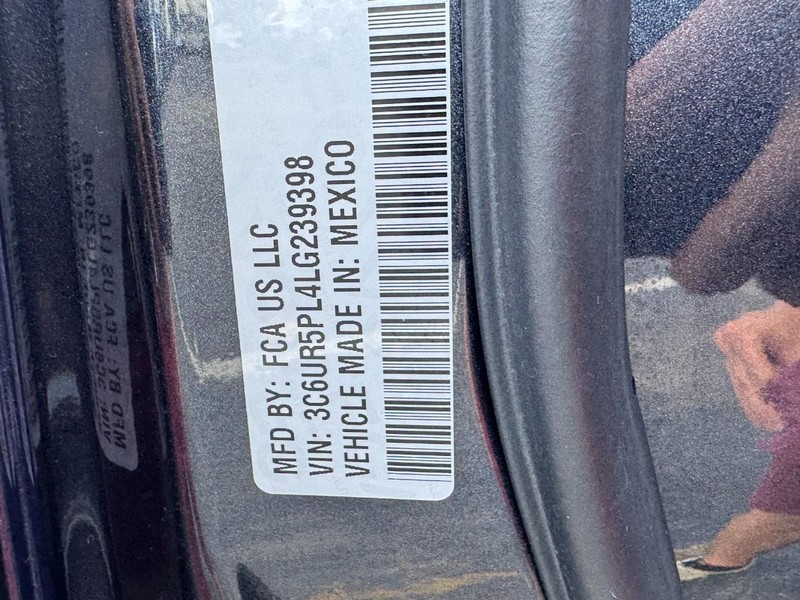 MFD BY: FCA US LLC
VIN: 3C6UR5PL4LG239398
VEHICLE MADE IN: MEXICO